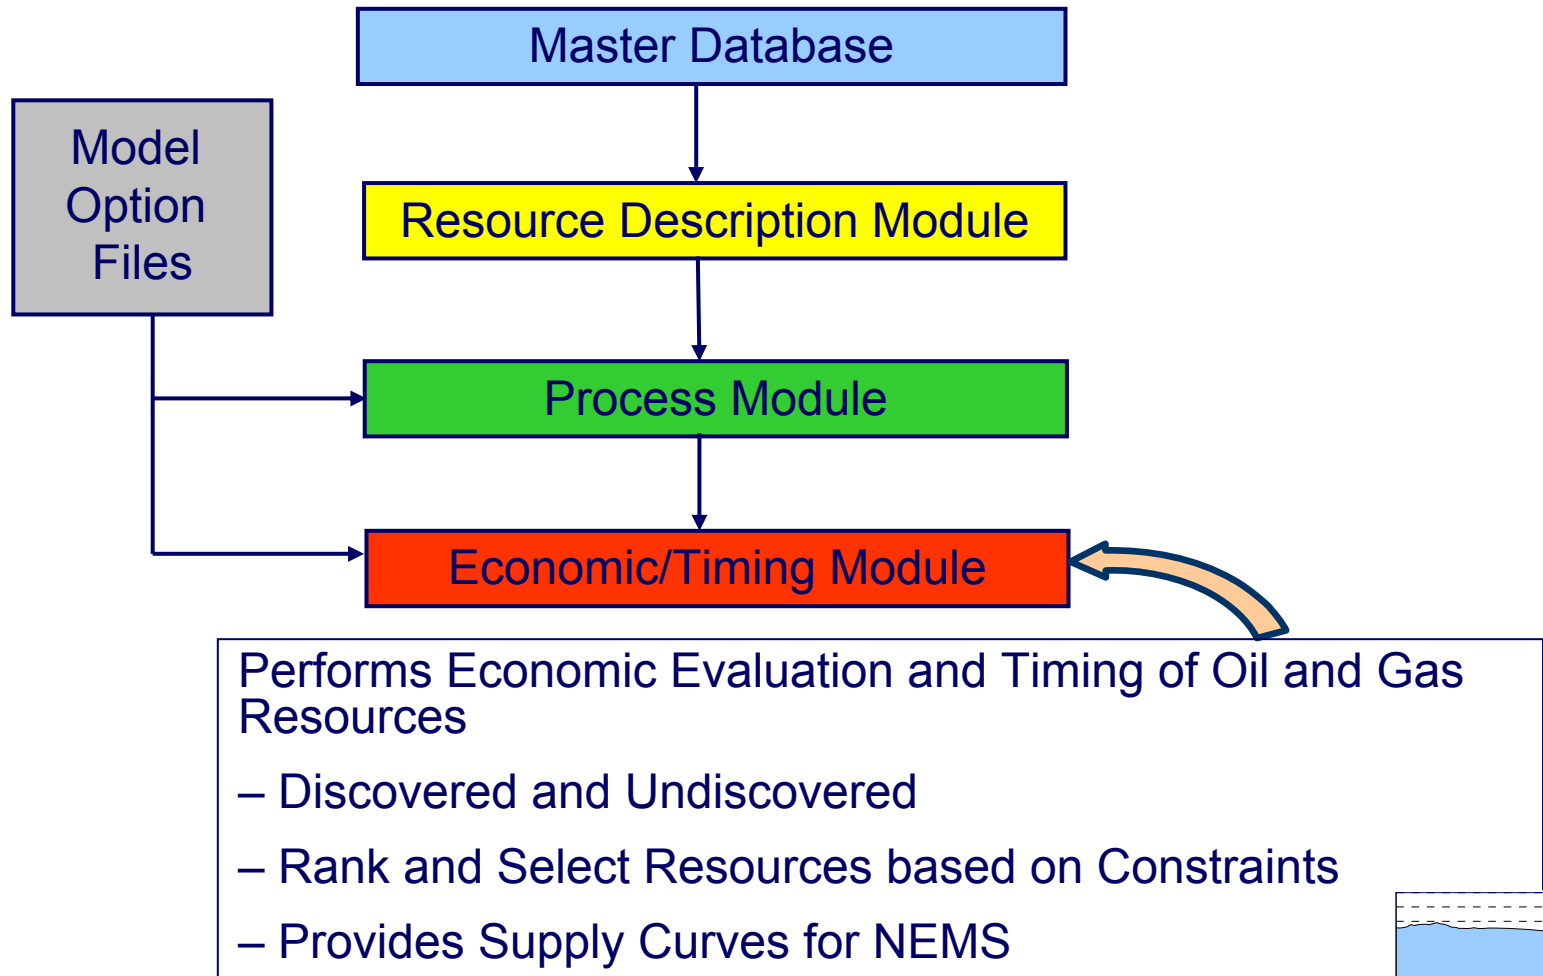 Master Database
Model
Option
Files
Resource Description Module
Process Module
Economic/Timing Module
Performs Economic Evaluation and Timing of Oil and Gas
Resources
– Discovered and Undiscovered
– Rank and Select Resources based on Constraints
– Provides Supply Curves for NEMS